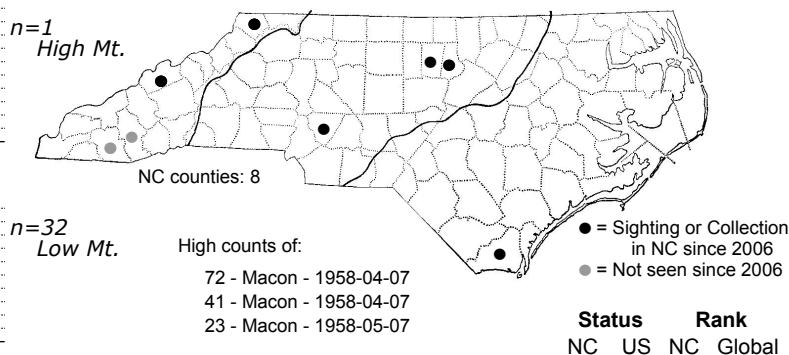 n=1
High Mt.
NC counties: 8
n=32
Low Mt.
High counts of:
72 - Macon - 1958-04-07
41 - Macon - 1958-04-07
23 - Macon - 1958-05-07
● = Sighting or Collection
in NC since 2006
● = Not seen since 2006
Status Rank
NC US NC Global